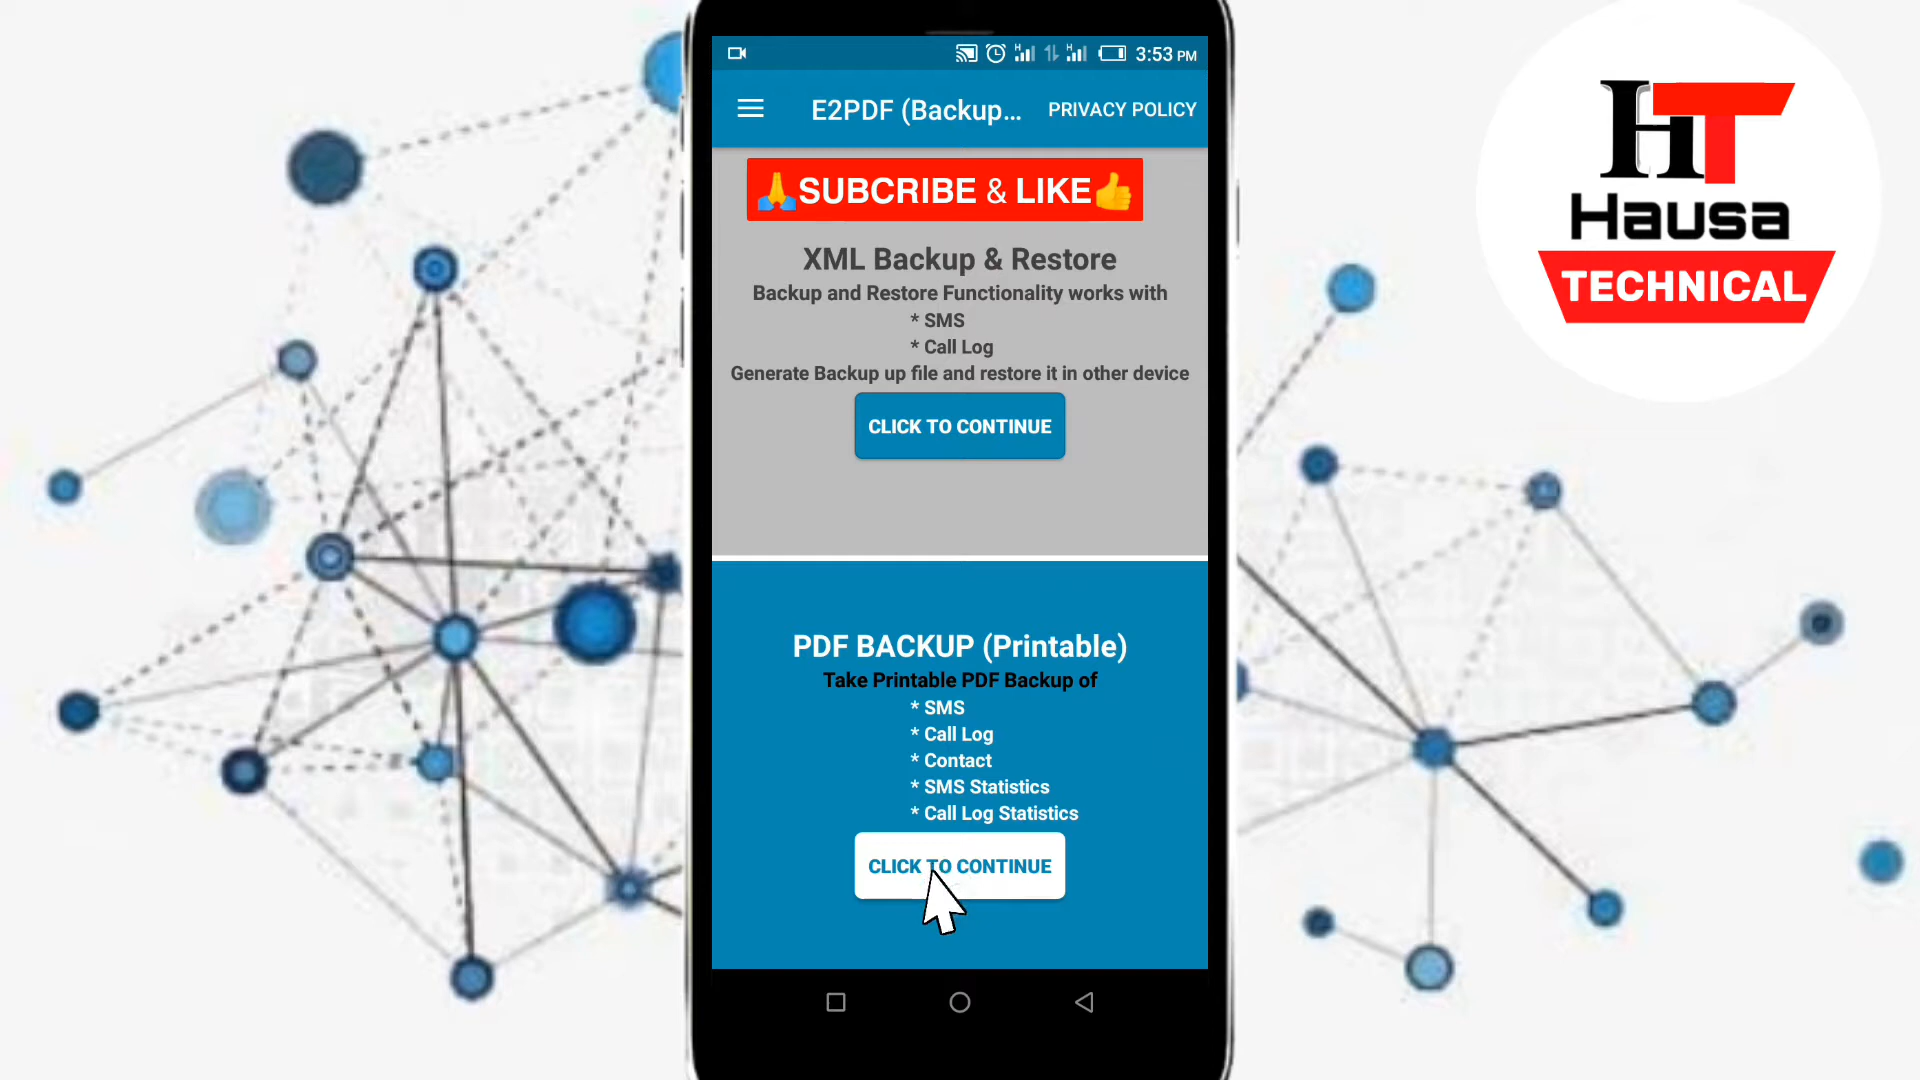 3:53 PM
E2PDF (Backup...
PRIVACY POLICY
🙏SUBCRIBE & LIKE👍
XML Backup & Restore
Backup and Restore Functionality works with
* SMS
* Call Log
Generate Backup up file and restore it in other device
CLICK TO CONTINUE
PDF BACKUP (Printable)
Take Printable PDF Backup of
* SMS
* Call Log
* Contact
* SMS Statistics
* Call Log Statistics
CLICK TO CONTINUE
HT
Hausa
TECHNICAL